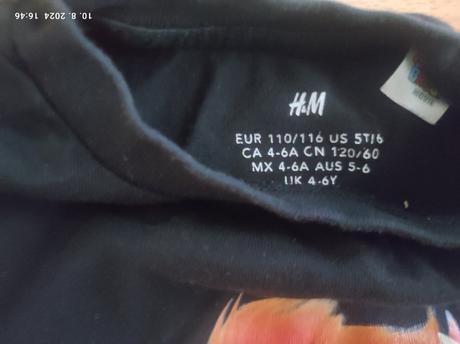 10. 8. 2024 16:46
H&M
EUR 110/116 US 5T/6
CA 4-6A CN 120/60
MX 4-6A AUS 5-6
UK 4-6Y
MOVIE